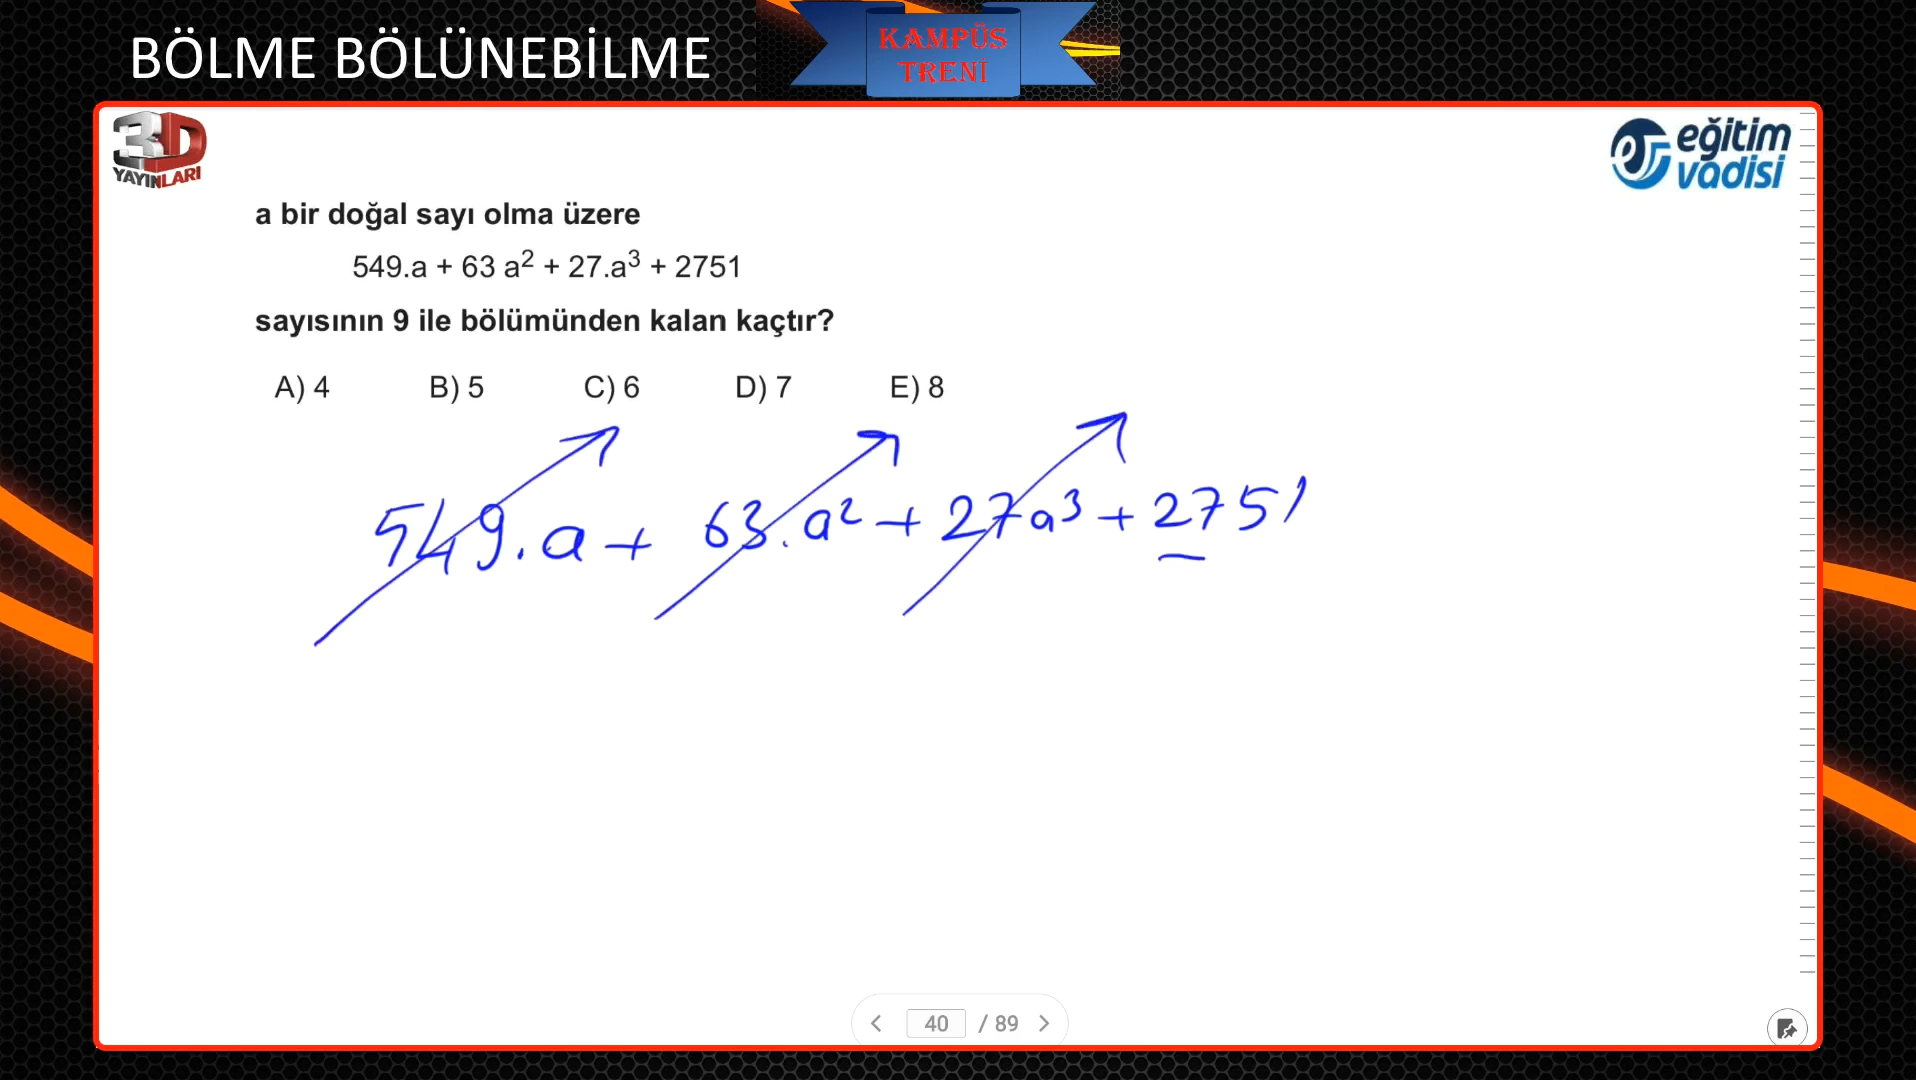 BÖLME BÖLÜNEBİLME
KAMPÜS
TRENİ
3D
YAYINLARI
eğitim
vadisi
a bir doğal sayı olma üzere
549.a + 63 a² + 27.a³ + 2751
sayısının 9 ile bölümünden kalan kaçtır?
A) 4 B) 5 C) 6 D) 7 E) 8
549.a + 63.a² + 27a³ + 2751
40 / 89